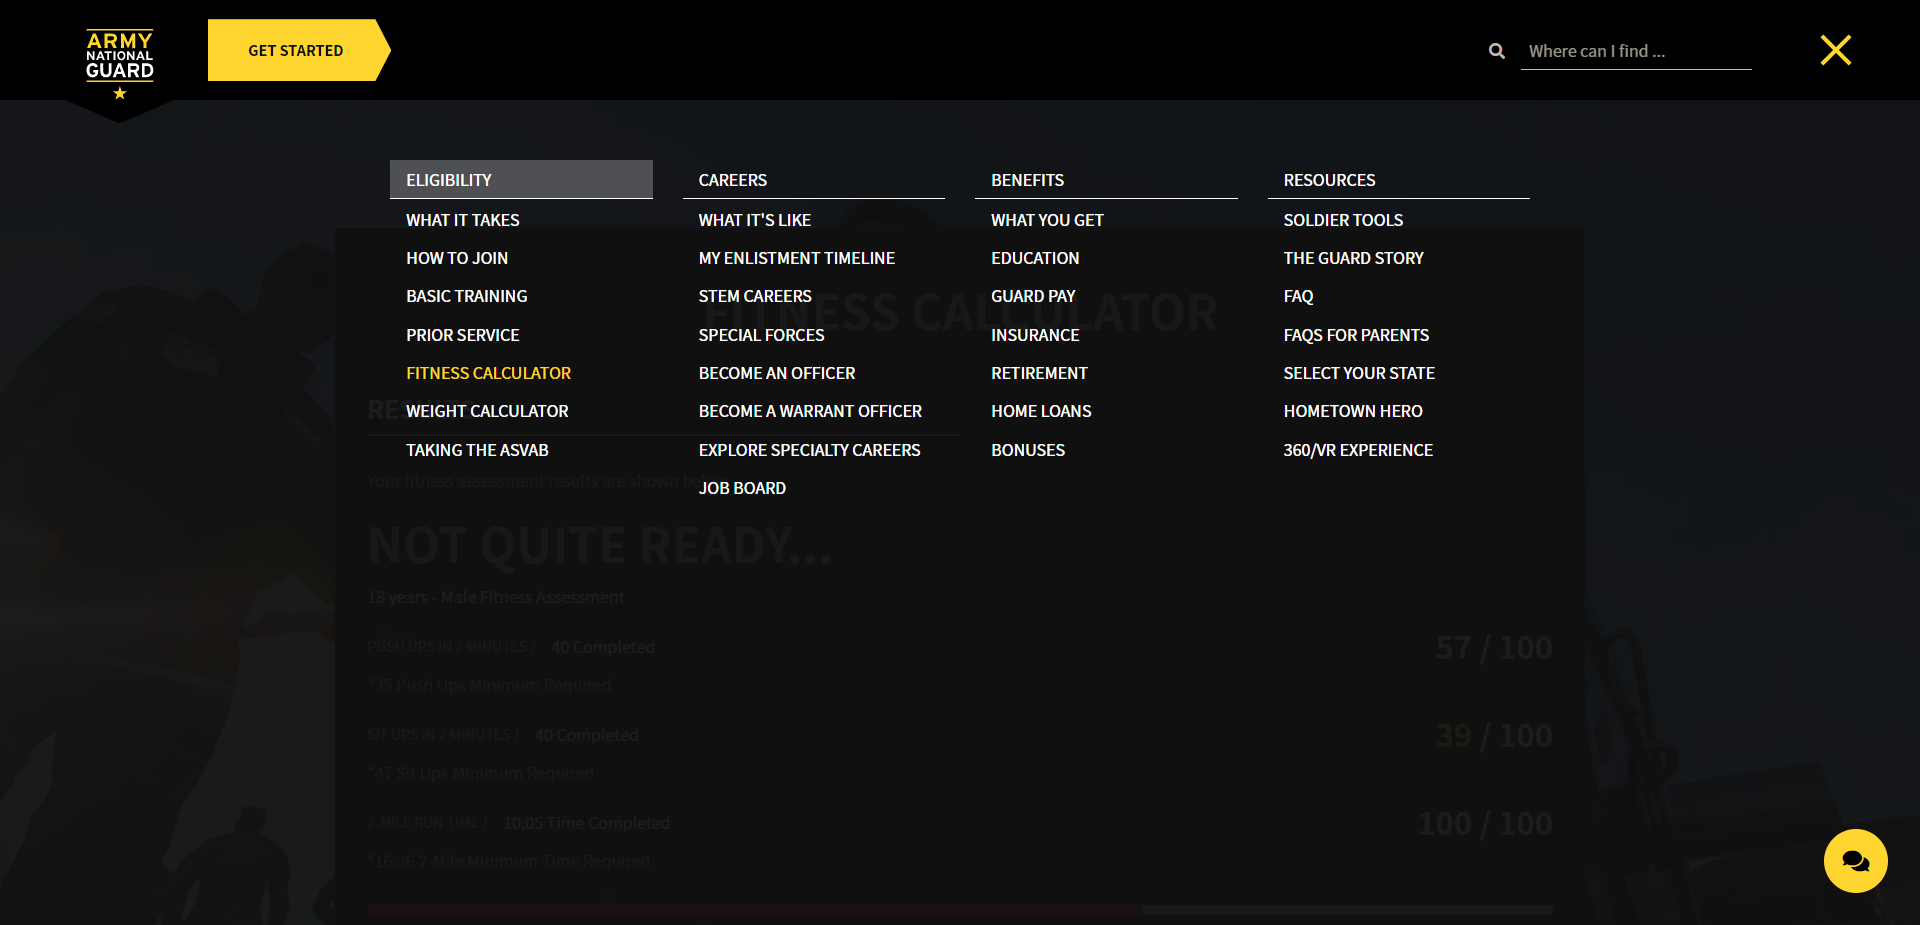 ARMY
NATIONAL
GUARD
GET STARTED
Where can I find ...
ELIGIBILITY
WHAT IT TAKES
HOW TO JOIN
BASIC TRAINING
PRIOR SERVICE
FITNESS CALCULATOR
WEIGHT CALCULATOR
TAKING THE ASVAB
CAREERS
WHAT IT'S LIKE
MY ENLISTMENT TIMELINE
STEM CAREERS
SPECIAL FORCES
BECOME AN OFFICER
BECOME A WARRANT OFFICER
EXPLORE SPECIALTY CAREERS
JOB BOARD
BENEFITS
WHAT YOU GET
EDUCATION
GUARD PAY
INSURANCE
RETIREMENT
HOME LOANS
BONUSES
RESOURCES
SOLDIER TOOLS
THE GUARD STORY
FAQ
FAQS FOR PARENTS
SELECT YOUR STATE
HOMETOWN HERO
360/VR EXPERIENCE
FITNESS CALCULATOR
RESULTS
Your fitness assessment results are shown
NOT QUITE READY...
18 years - Male Fitness Assessment
PUSH UPS IN 2 MINUTES / 40 Completed 57 / 100
*35 Push Ups Minimum Required
SIT UPS IN 2 MINUTES / 40 Completed 39 / 100
*47 Sit Ups Minimum Required
2-MILE RUN TIME / 10:05 Time Completed 100 / 100
*16:36 2-Mile Minimum Time Required